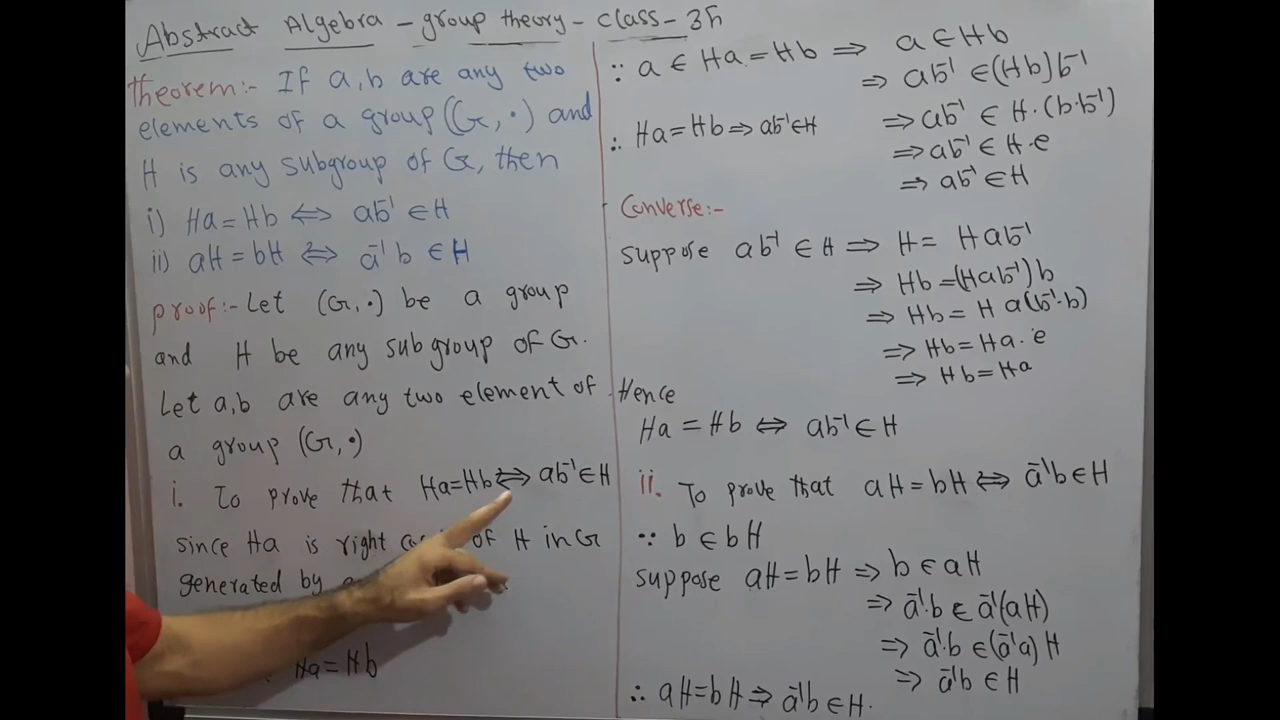 Abstract Algebra - group theory - class - 35
Theorem:- If a,b are any two
elements of a group (G, ·) and
H is any subgroup of G, then
i) Ha = Hb ⇔ ab⁻¹ ∈ H
ii) aH = bH ⇔ a⁻¹b ∈ H
proof:- Let (G, ·) be a group
and H be any subgroup of G.
Let a,b are any two element of
a group (G, ·)
i. To prove that Ha=Hb ⇔ ab⁻¹ ∈ H
since Ha is right of H in G
generated by
Ha = Hb
∵ a ∈ Ha = Hb ⇒ a ∈ Hb
⇒ ab⁻¹ ∈ (Hb)b⁻¹
⇒ ab⁻¹ ∈ H·(b·b⁻¹)
∴ Ha = Hb ⇒ ab⁻¹ ∈ H
⇒ ab⁻¹ ∈ H·e
⇒ ab⁻¹ ∈ H
Converse:-
suppose ab⁻¹ ∈ H ⇒ H = Hab⁻¹
⇒ Hb = (Hab⁻¹)b
⇒ Hb = H a(b⁻¹·b)
⇒ Hb = Ha·e
⇒ Hb = Ha
Hence
Ha = Hb ⇔ ab⁻¹ ∈ H
ii. To prove that aH = bH ⇔ a⁻¹b ∈ H
∵ b ∈ bH
suppose aH = bH ⇒ b ∈ aH
⇒ a⁻¹·b ∈ a⁻¹(aH)
⇒ a⁻¹·b ∈ (a⁻¹a)H
⇒ a⁻¹b ∈ H
∴ aH = bH ⇒ a⁻¹b ∈ H.